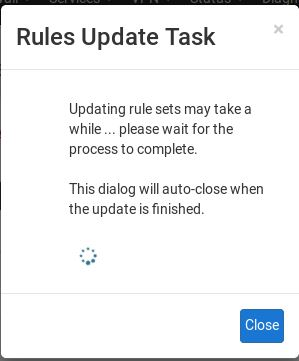 Rules Update Task
×
Updating rule sets may take a
while ... please wait for the
process to complete.
This dialog will auto-close when
the update is finished.
Close